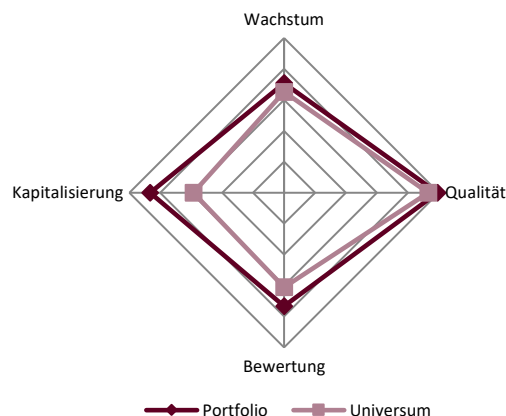 Wachstum
Kapitalisierung
Qualität
Bewertung
Portfolio Universum